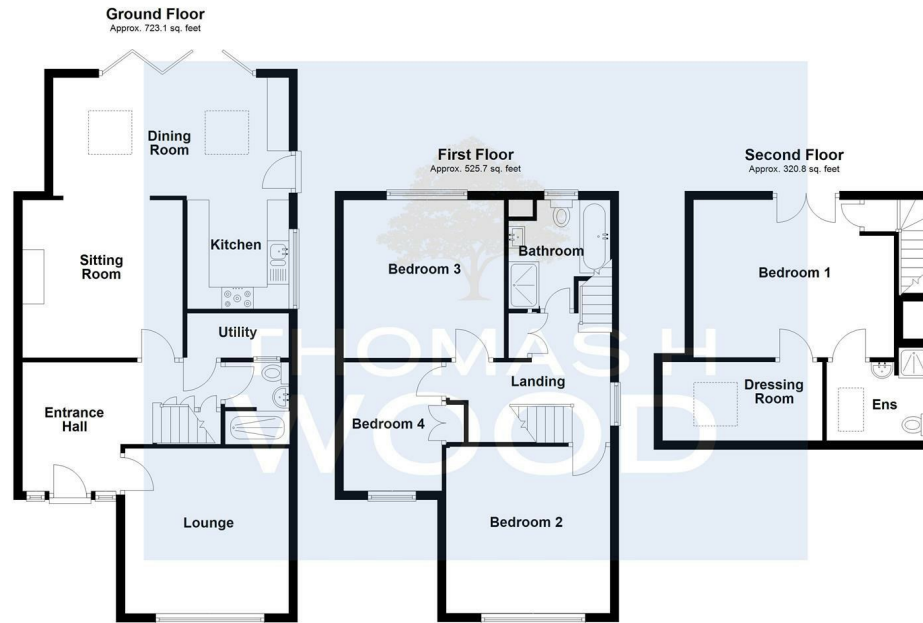 Ground Floor
Approx. 723.1 sq. feet
Dining
Room
Kitchen
Sitting
Room
Utility
Entrance
Hall
Lounge
First Floor
Approx. 525.7 sq. feet
Bedroom 3
Bathroom
Landing
Bedroom 4
Bedroom 2
Second Floor
Approx. 320.8 sq. feet
Bedroom 1
Dressing
Room
Ens
THOMAS H
WOOD